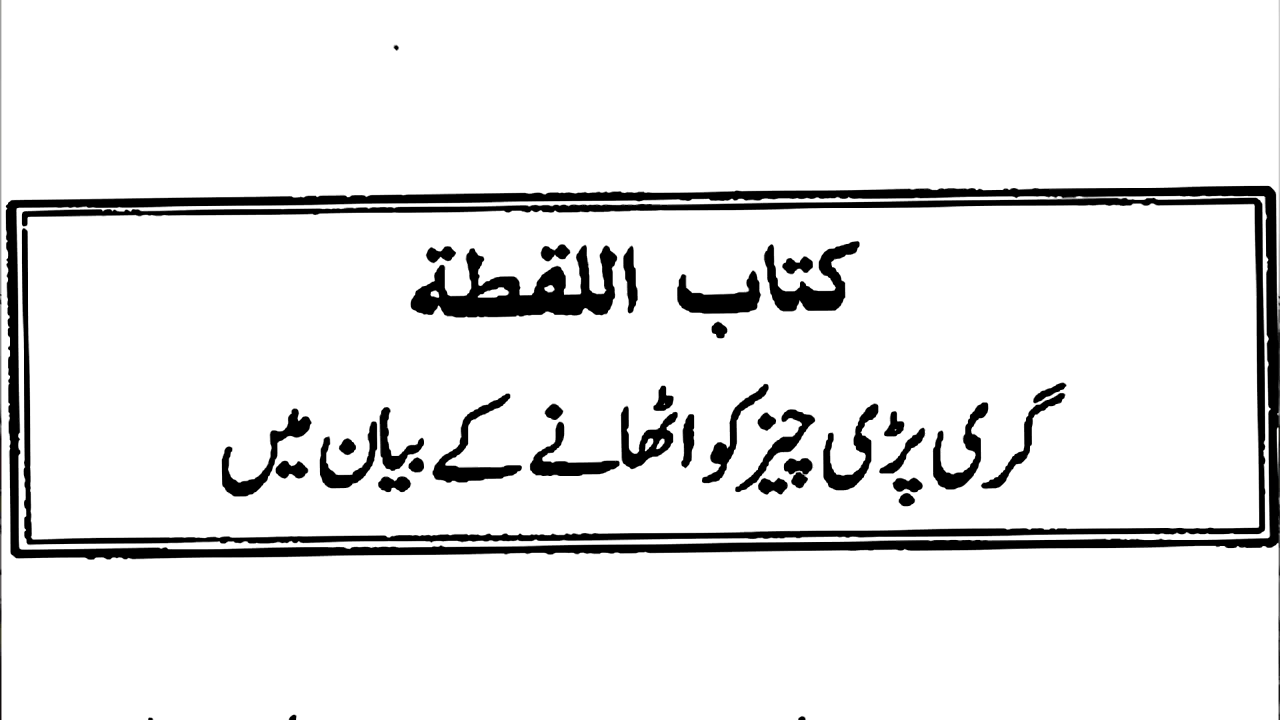 كتاب اللقطة
گری پڑی چیز کو اٹھانے کے بیان میں